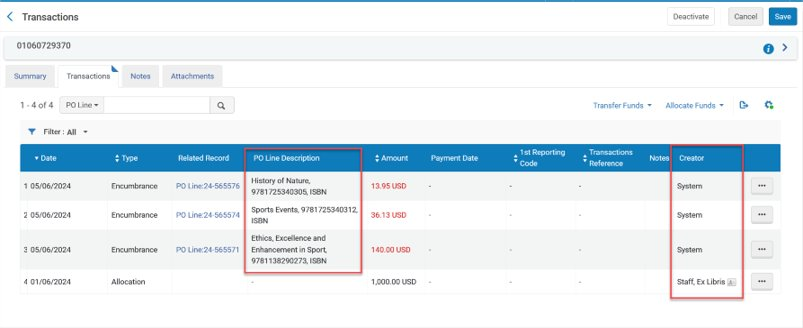 Transactions
Deactivate Cancel Save
01060729370
Summary Transactions Notes Attachments
1 - 4 of 4 PO Line Transfer Funds Allocate Funds
Filter : All
Date Type Related Record PO Line Description Amount Payment Date 1st Reporting Code Transactions Reference Notes Creator
1 05/06/2024 Encumbrance PO Line:24-565576 History of Nature, 9781725340305, ISBN 13.95 USD - - - System
2 05/06/2024 Encumbrance PO Line:24-565574 Sports Events, 9781725340312, ISBN 36.13 USD - - - System
3 05/06/2024 Encumbrance PO Line:24-565571 Ethics, Excellence and Enhancement in Sport, 9781138290273, ISBN 140.00 USD - - - System
4 01/06/2024 Allocation - 1,000.00 USD - - - Staff, Ex Libris